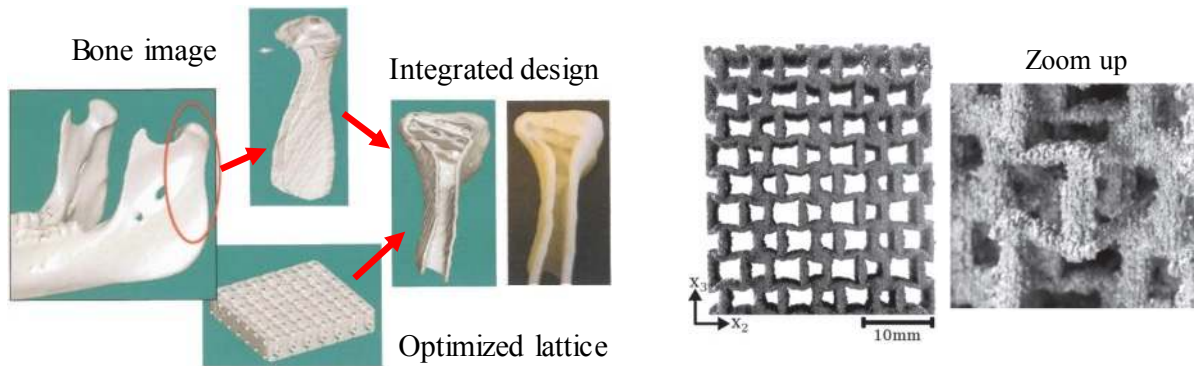 Bone image
Integrated design
Optimized lattice
Zoom up
X₃
X₂
10mm